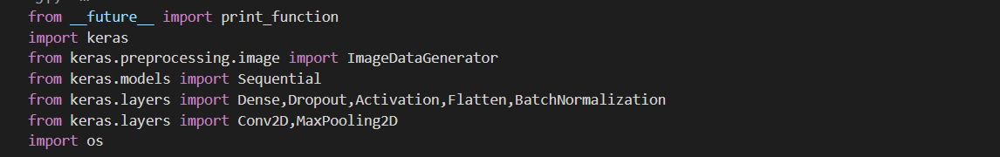 from __future__ import print_function
import keras
from keras.preprocessing.image import ImageDataGenerator
from keras.models import Sequential
from keras.layers import Dense,Dropout,Activation,Flatten,BatchNormalization
from keras.layers import Conv2D,MaxPooling2D
import os